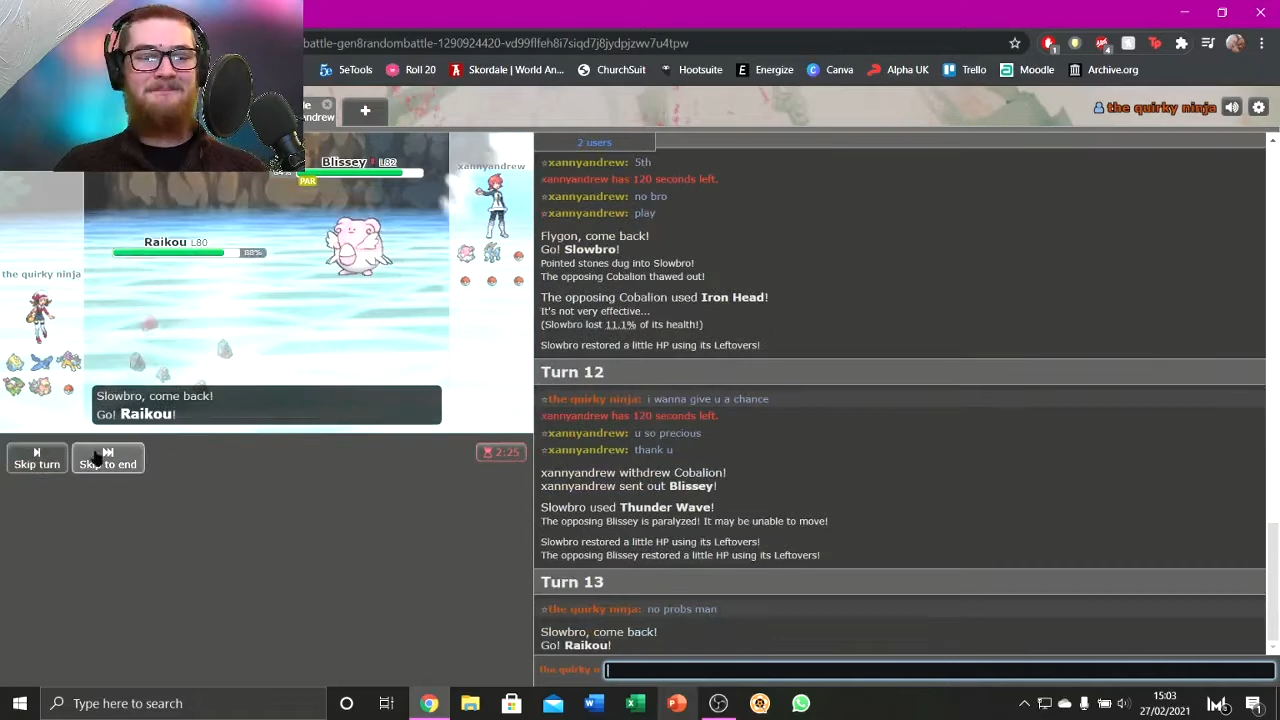 battle-gen8randombattle-1290924420-vd99flfeh8i7siqd7j8jydpjzwv7u4tpw
5eTools
Roll 20
Skordale | World An...
ChurchSuit
Hootsuite
Energize
Canva
Alpha UK
Trello
Moodle
Archive.org
andrew
the quirky ninja
2 users
xannyandrew
Blissey L82
PAR
Raikou L80
88%
the quirky ninja
Slowbro, come back!
Go! Raikou!
Skip turn
Skip to end
2:25
☆xannyandrew: 5th
xannyandrew has 120 seconds left.
☆xannyandrew: no bro
☆xannyandrew: play
Flygon, come back!
Go! Slowbro!
Pointed stones dug into Slowbro!
The opposing Cobalion thawed out!
The opposing Cobalion used Iron Head!
It's not very effective...
(Slowbro lost 11.1% of its health!)
Slowbro restored a little HP using its Leftovers!
Turn 12
☆the quirky ninja: i wanna give u a chance
xannyandrew has 120 seconds left.
☆xannyandrew: u so precious
☆xannyandrew: thank u
xannyandrew withdrew Cobalion!
xannyandrew sent out Blissey!
Slowbro used Thunder Wave!
The opposing Blissey is paralyzed! It may be unable to move!
Slowbro restored a little HP using its Leftovers!
The opposing Blissey restored a little HP using its Leftovers!
Turn 13
☆the quirky ninja: no probs man
Slowbro, come back!
Go! Raikou!
the quirky n
Type here to search
15:03
27/02/2021